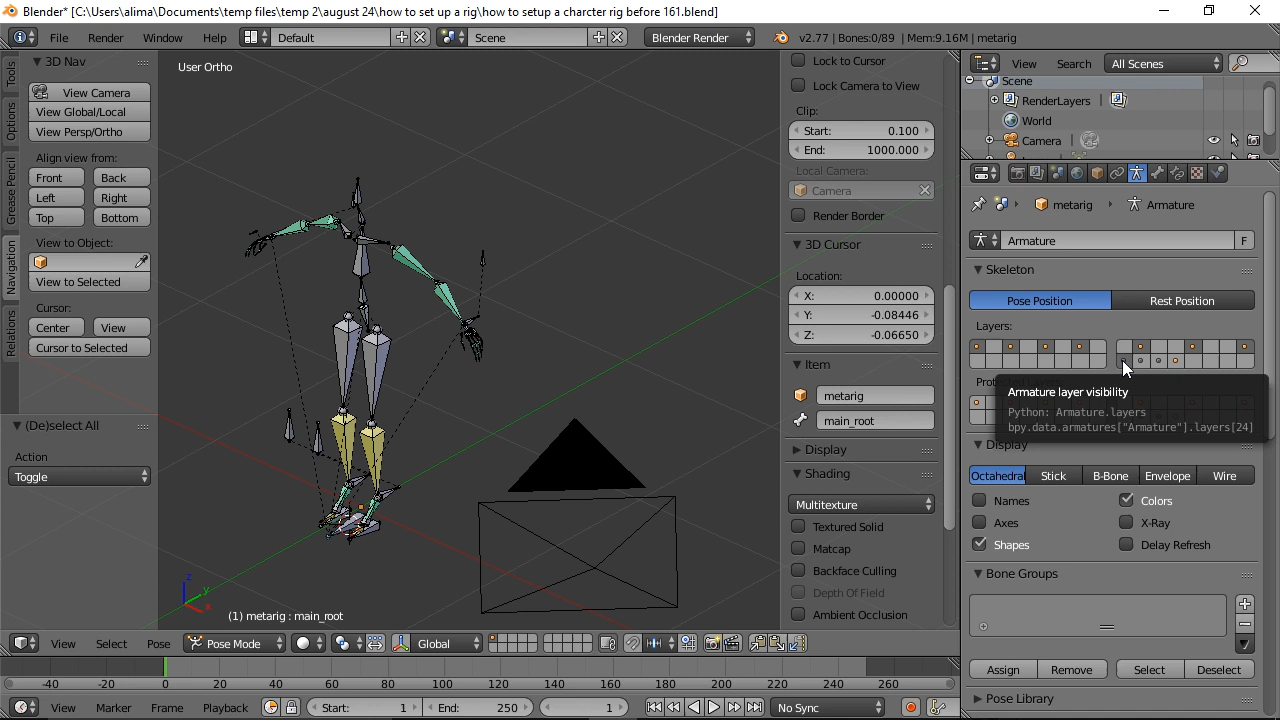 Blender* [C:\Users\alima\Documents\temp files\temp 2\august 24\how to set up a rig\how to setup a charcter rig before 161.blend]
File Render Window Help Default Scene Blender Render v2.77 | Bones:0/89 | Mem:9.16M | metarig
Tools
Options
Grease Pencil
Navigation
Relations
3D Nav
View Camera
View Global/Local
View Persp/Ortho
Align view from:
Front Back
Left Right
Top Bottom
View to Object:
View to Selected
Cursor:
Center View
Cursor to Selected
(De)select All
Action
Toggle
User Ortho
z
y
x
(1) metarig : main_root
Lock to Cursor
Lock Camera to View
Clip:
Start: 0.100
End: 1000.000
Local Camera:
Camera
Render Border
3D Cursor
Location:
X: 0.00000
Y: -0.08446
Z: -0.06650
Item
metarig
main_root
Display
Shading
Multitexture
Textured Solid
Matcap
Backface Culling
Depth Of Field
Ambient Occlusion
View Search All Scenes
Scene
RenderLayers
World
Camera
metarig Armature
Armature F
Skeleton
Pose Position Rest Position
Layers:
Armature layer visibility
Python: Armature.layers
bpy.data.armatures["Armature"].layers[24]
Display
Octahedral Stick B-Bone Envelope Wire
Names Colors
Axes X-Ray
Shapes Delay Refresh
Bone Groups
Assign Remove Select Deselect
Pose Library
View Select Pose Pose Mode Global
-40 -20 0 20 40 60 80 100 120 140 160 180 200 220 240 260
View Marker Frame Playback Start: 1 End: 250 1 No Sync